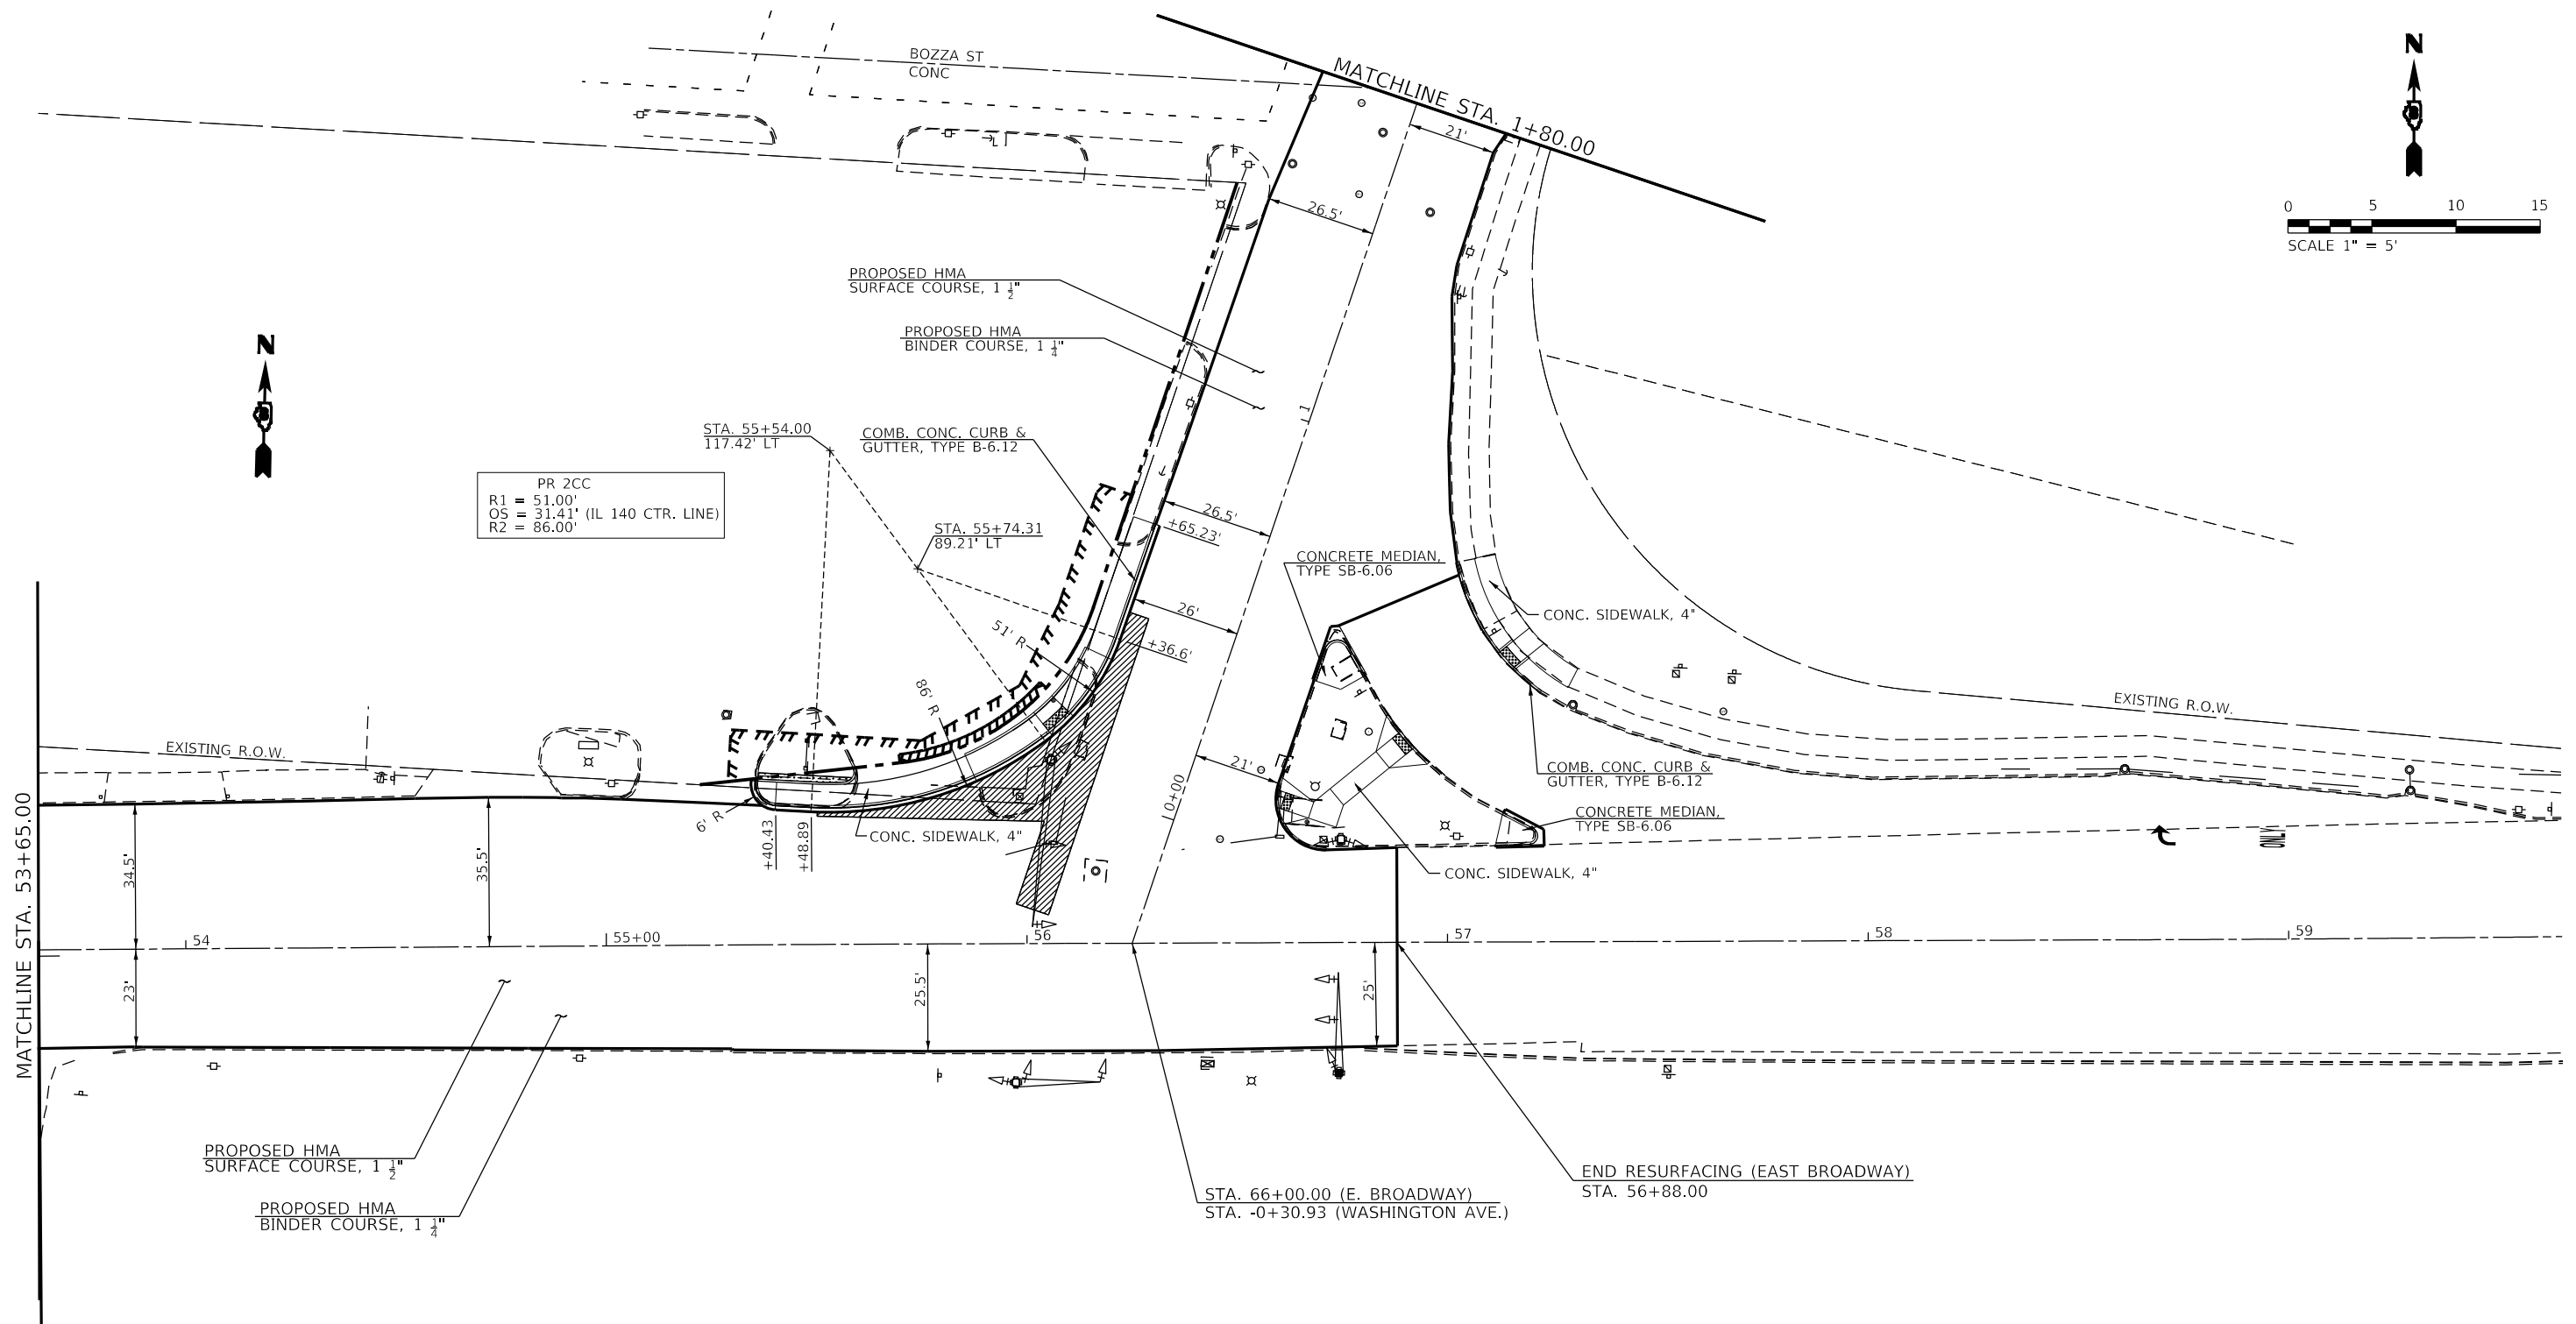 BOZZA ST
CONC
MATCHLINE STA. 1+80.00
N
0 5 10 15
SCALE 1" = 5'
21'
26.5'
PROPOSED HMA
SURFACE COURSE, 1 1/2"
PROPOSED HMA
BINDER COURSE, 1 1/4"
N
STA. 55+54.00
117.42' LT
COMB. CONC. CURB &
GUTTER, TYPE B-6.12
1
PR 2CC
R1 = 51.00'
OS = 31.41' (IL 140 CTR. LINE)
R2 = 86.00'
STA. 55+74.31
89.21' LT
26.5'
+65.23'
CONCRETE MEDIAN,
TYPE SB-6.06
CONC. SIDEWALK, 4"
26'
51' R
+36.6'
86' R
EXISTING R.O.W.
EXISTING R.O.W.
21'
0+00
COMB. CONC. CURB &
GUTTER, TYPE B-6.12
CONCRETE MEDIAN,
TYPE SB-6.06
6' R
+40.43
+48.89
CONC. SIDEWALK, 4"
CONC. SIDEWALK, 4"
MATCHLINE STA. 53+65.00
34.5'
35.5'
54
55+00
56
57
58
59
23'
25.5'
25'
PROPOSED HMA
SURFACE COURSE, 1 1/2"
PROPOSED HMA
BINDER COURSE, 1 1/4"
STA. 66+00.00 (E. BROADWAY)
STA. -0+30.93 (WASHINGTON AVE.)
END RESURFACING (EAST BROADWAY)
STA. 56+88.00